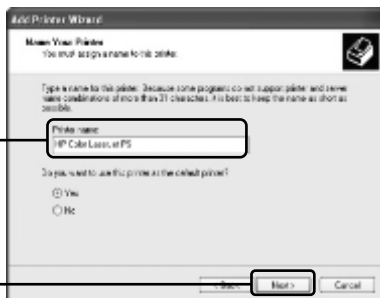 Add Printer Wizard
Name Your Printer
You must assign a name to this printer.
Type a name for this printer. Because some programs do not support printer and server
name combinations of more than 31 characters, it is best to keep the name as short as
possible.
Printer name:
HP Color LaserJet PS
Do you want to use this printer as the default printer?
Yes
No
< Back
Next >
Cancel